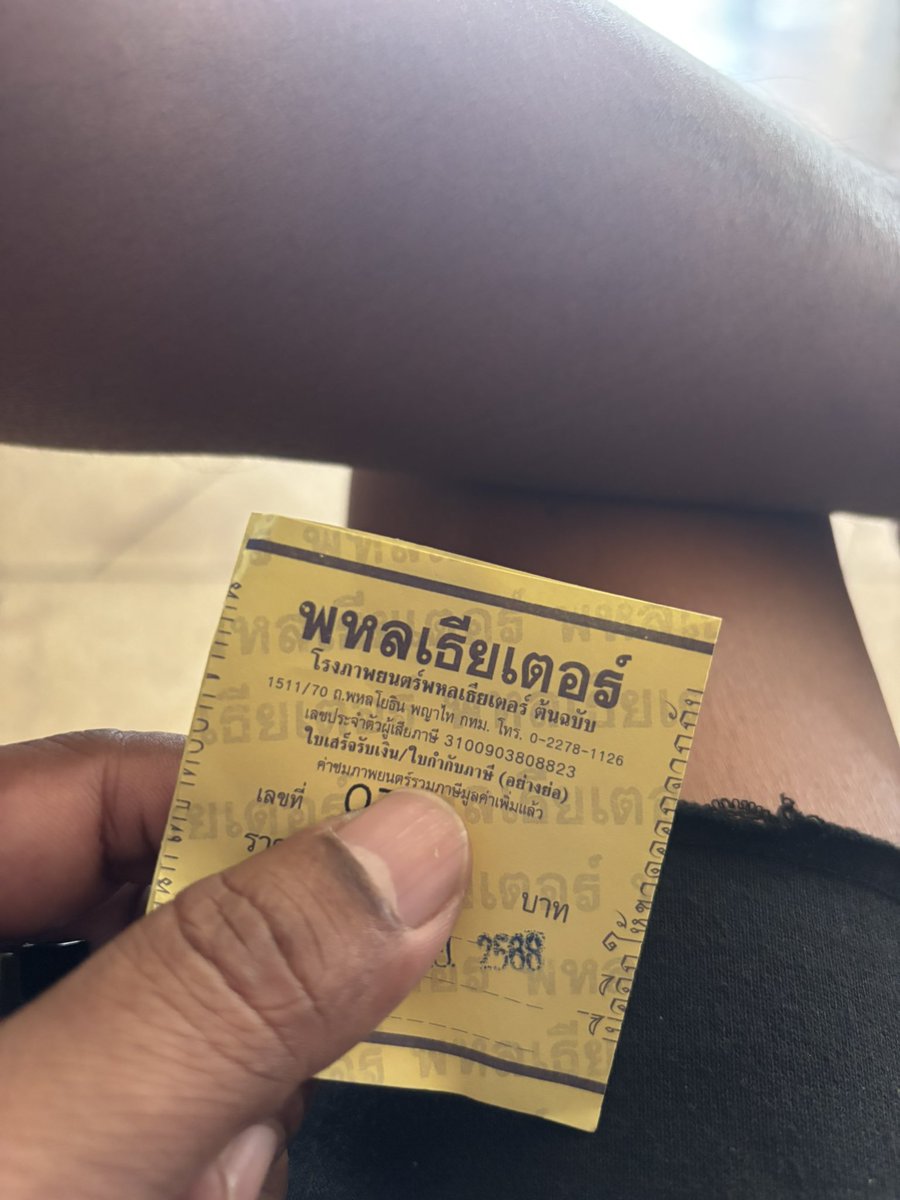 พหลเธียเตอร์
โรงภาพยนตร์พหลเธียเตอร์ ต้นฉบับ
1511/70 ถ.พหลโยธิน พญาไท กทม. โทร. 0-2278-1126
เลขประจำตัวผู้เสียภาษี 3100903808823
ใบเสร็จรับเงิน/ใบกำกับภาษี (อย่างย่อ)
ค่าชมภาพยนตร์รวมภาษีมูลค่าเพิ่มแล้ว
เลขที่
บาท
2588